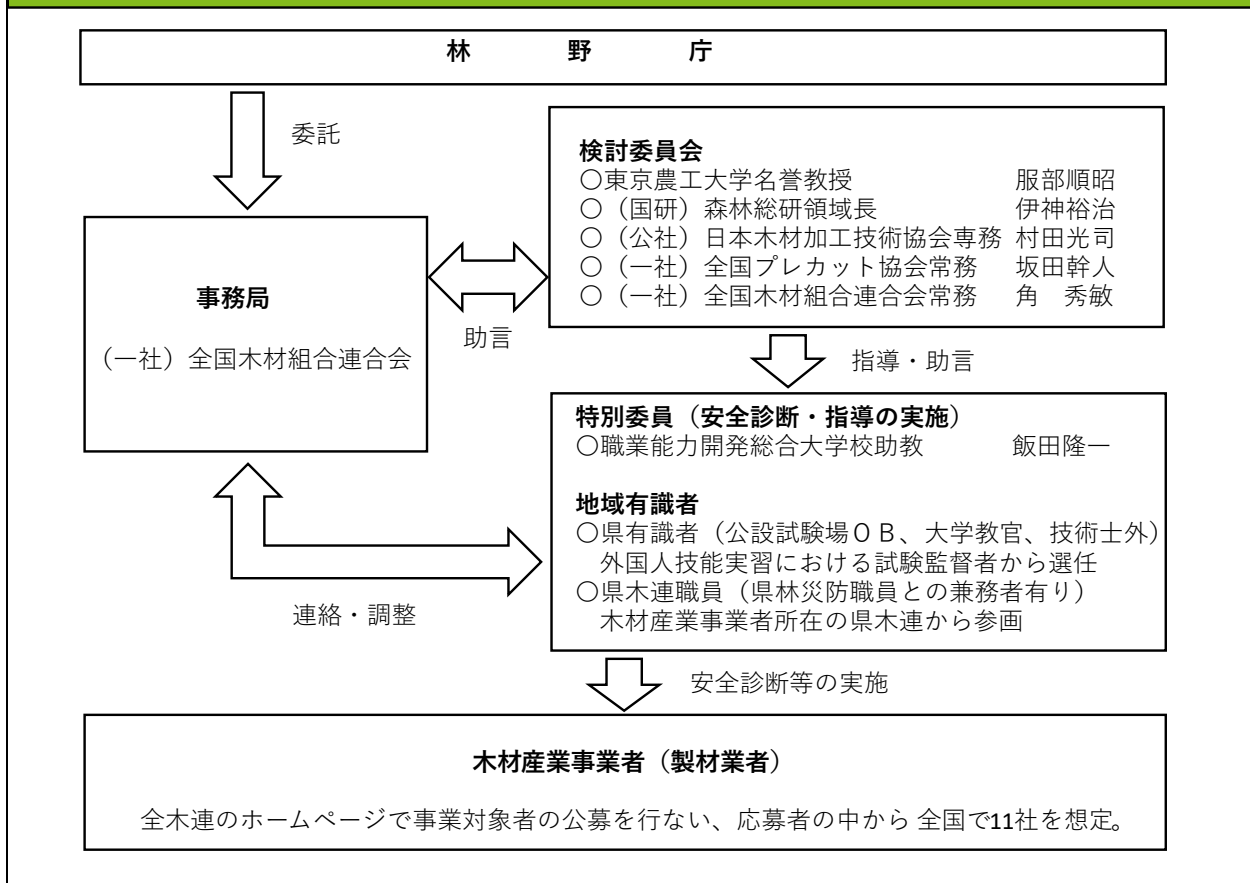 林 野 庁
委託
検討委員会
○東京農工大学名誉教授 服部順昭
○（国研）森林総研領域長 伊神裕治
○（公社）日本木材加工技術協会専務 村田光司
○（一社）全国プレカット協会常務 坂田幹人
○（一社）全国木材組合連合会常務 角 秀敏
事務局
（一社）全国木材組合連合会
助言
指導・助言
特別委員（安全診断・指導の実施）
○職業能力開発総合大学校助教 飯田隆一
地域有識者
○県有識者（公設試験場ＯＢ、大学教官、技術士外）
外国人技能実習における試験監督者から選任
○県木連職員（県林災防職員との兼務者有り）
木材産業事業者所在の県木連から参画
連絡・調整
安全診断等の実施
木材産業事業者（製材業者）
全木連のホームページで事業対象者の公募を行ない、応募者の中から 全国で11社を想定。